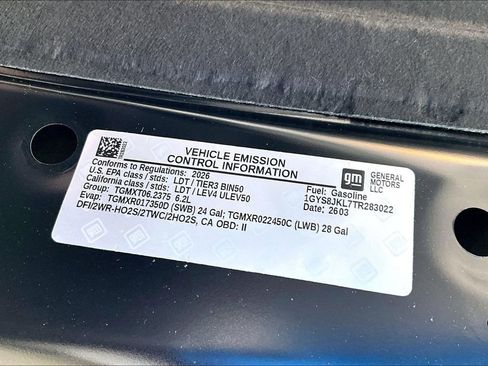 VEHICLE EMISSION
CONTROL INFORMATION
Conforms to Regulations: 2026
U.S. EPA class / stds: LDT / TIER3 BIN50
California class / stds: LDT / LEV4 ULEV50
Group: TGMXT06.2375 6.2L
Evap: TGMXR017350D (SWB) 24 Gal; TGMXR022450C (LWB) 28 Gal
DFI/2WR-HO2S/2TWC/2HO2S, CA OBD: II
gm
GENERAL
MOTORS
LLC
Fuel: Gasoline
1GYS8JKL7TR283022
Date: 2603